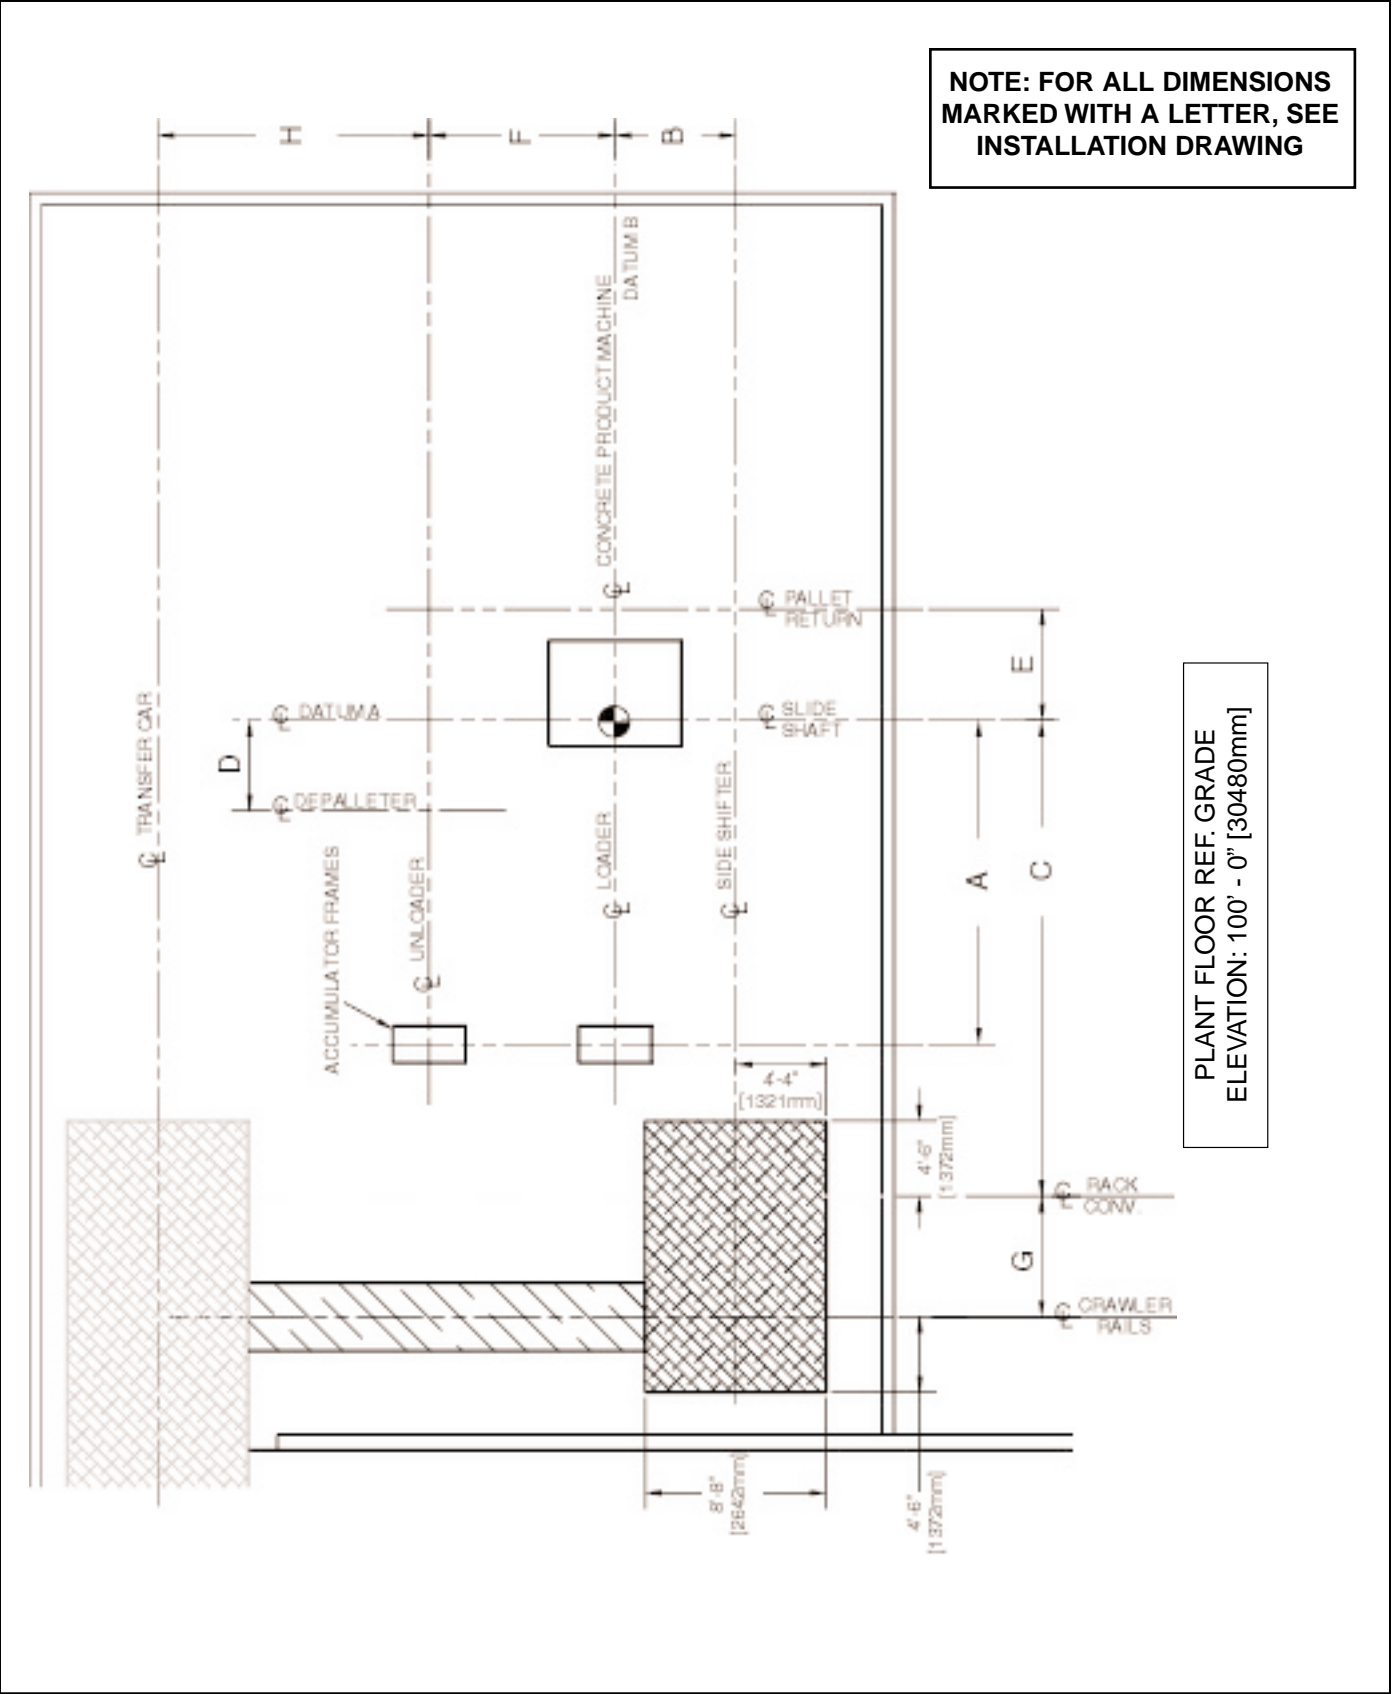 NOTE: FOR ALL DIMENSIONS
MARKED WITH A LETTER, SEE
INSTALLATION DRAWING
H
F
B
DATUM B
CONCRETE PRODUCT MACHINE
℄
℄ PALLET
RETURN
E
℄ DATUM A
℄ SLIDE
SHAFT
D
℄ DEPALLETER
℄ TRANSFER CAR
ACCUMULATOR FRAMES
℄ UNLOADER
℄ LOADER
℄ SIDE SHIFTER
A
C
PLANT FLOOR REF. GRADE
ELEVATION: 100' - 0" [30480mm]
4'-4"
[1321mm]
4'-6"
[1372mm]
℄ RACK
CONV.
G
℄ CRAWLER
RAILS
8'-8"
[2642mm]
4'-6"
[1372mm]